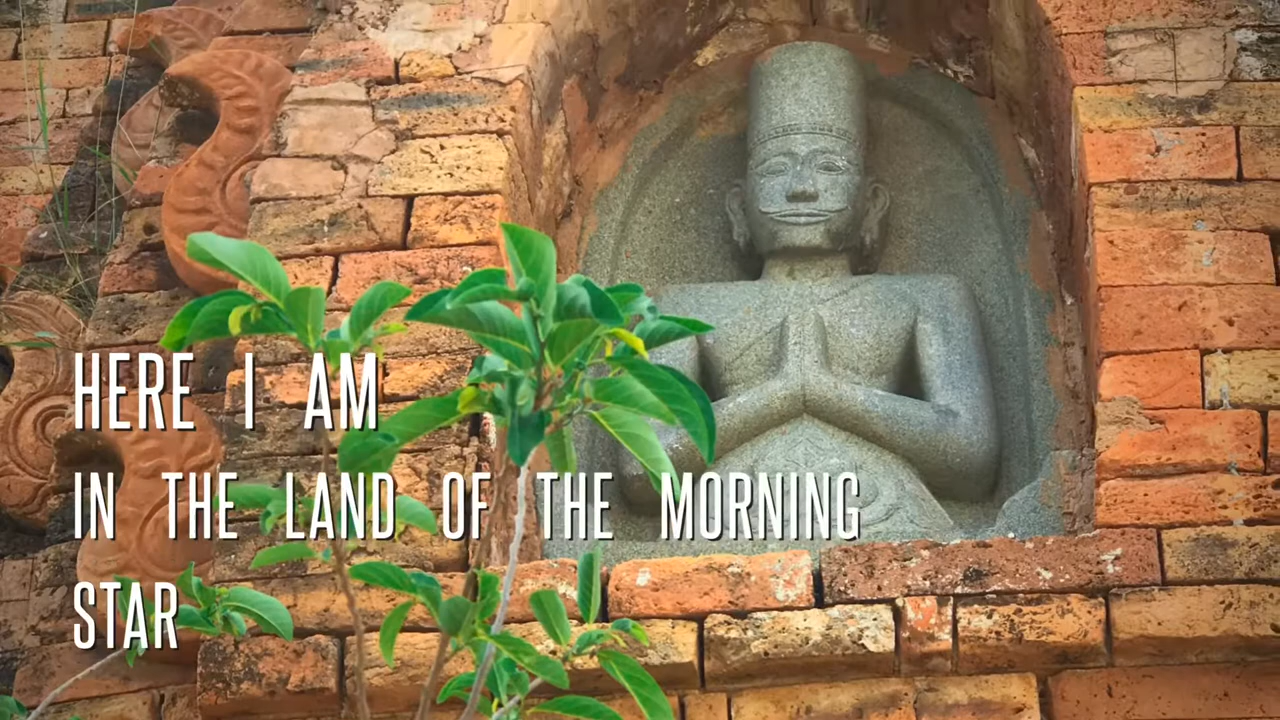 HERE I AM
IN THE LAND OF THE MORNING
STAR